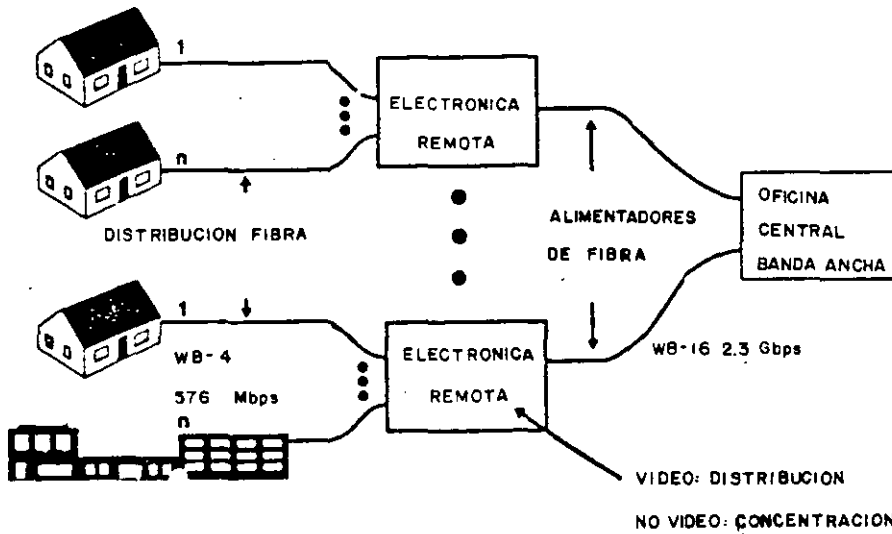 1
ELECTRONICA
REMOTA
n
DISTRIBUCION FIBRA
ALIMENTADORES
DE FIBRA
OFICINA
CENTRAL
BANDA ANCHA
1
WB-4
576 Mbps
n
ELECTRONICA
REMOTA
WB-16 2.3 Gbps
VIDEO: DISTRIBUCION
NO VIDEO: CONCENTRACION